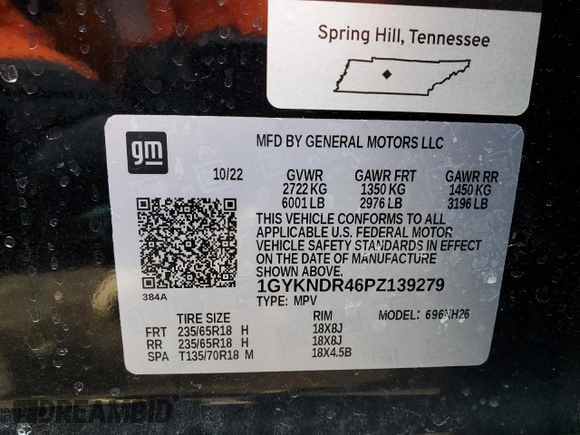 Spring Hill, Tennessee
gm
MFD BY GENERAL MOTORS LLC
10/22 GVWR GAWR FRT GAWR RR
2722 KG 1350 KG 1450 KG
6001 LB 2976 LB 3196 LB
THIS VEHICLE CONFORMS TO ALL
APPLICABLE U.S. FEDERAL MOTOR
VEHICLE SAFETY STANDARDS IN EFFECT
ON THE DATE OF MANUFACTURE
SHOWN ABOVE.
384A
1GYKNDR46PZ139279
TYPE: MPV MODEL: 6NH26
TIRE SIZE RIM
FRT 235/65R18 H 18X8J
RR 235/65R18 H 18X8J
SPA T135/70R18 M 18X4.5B
DREAMBID